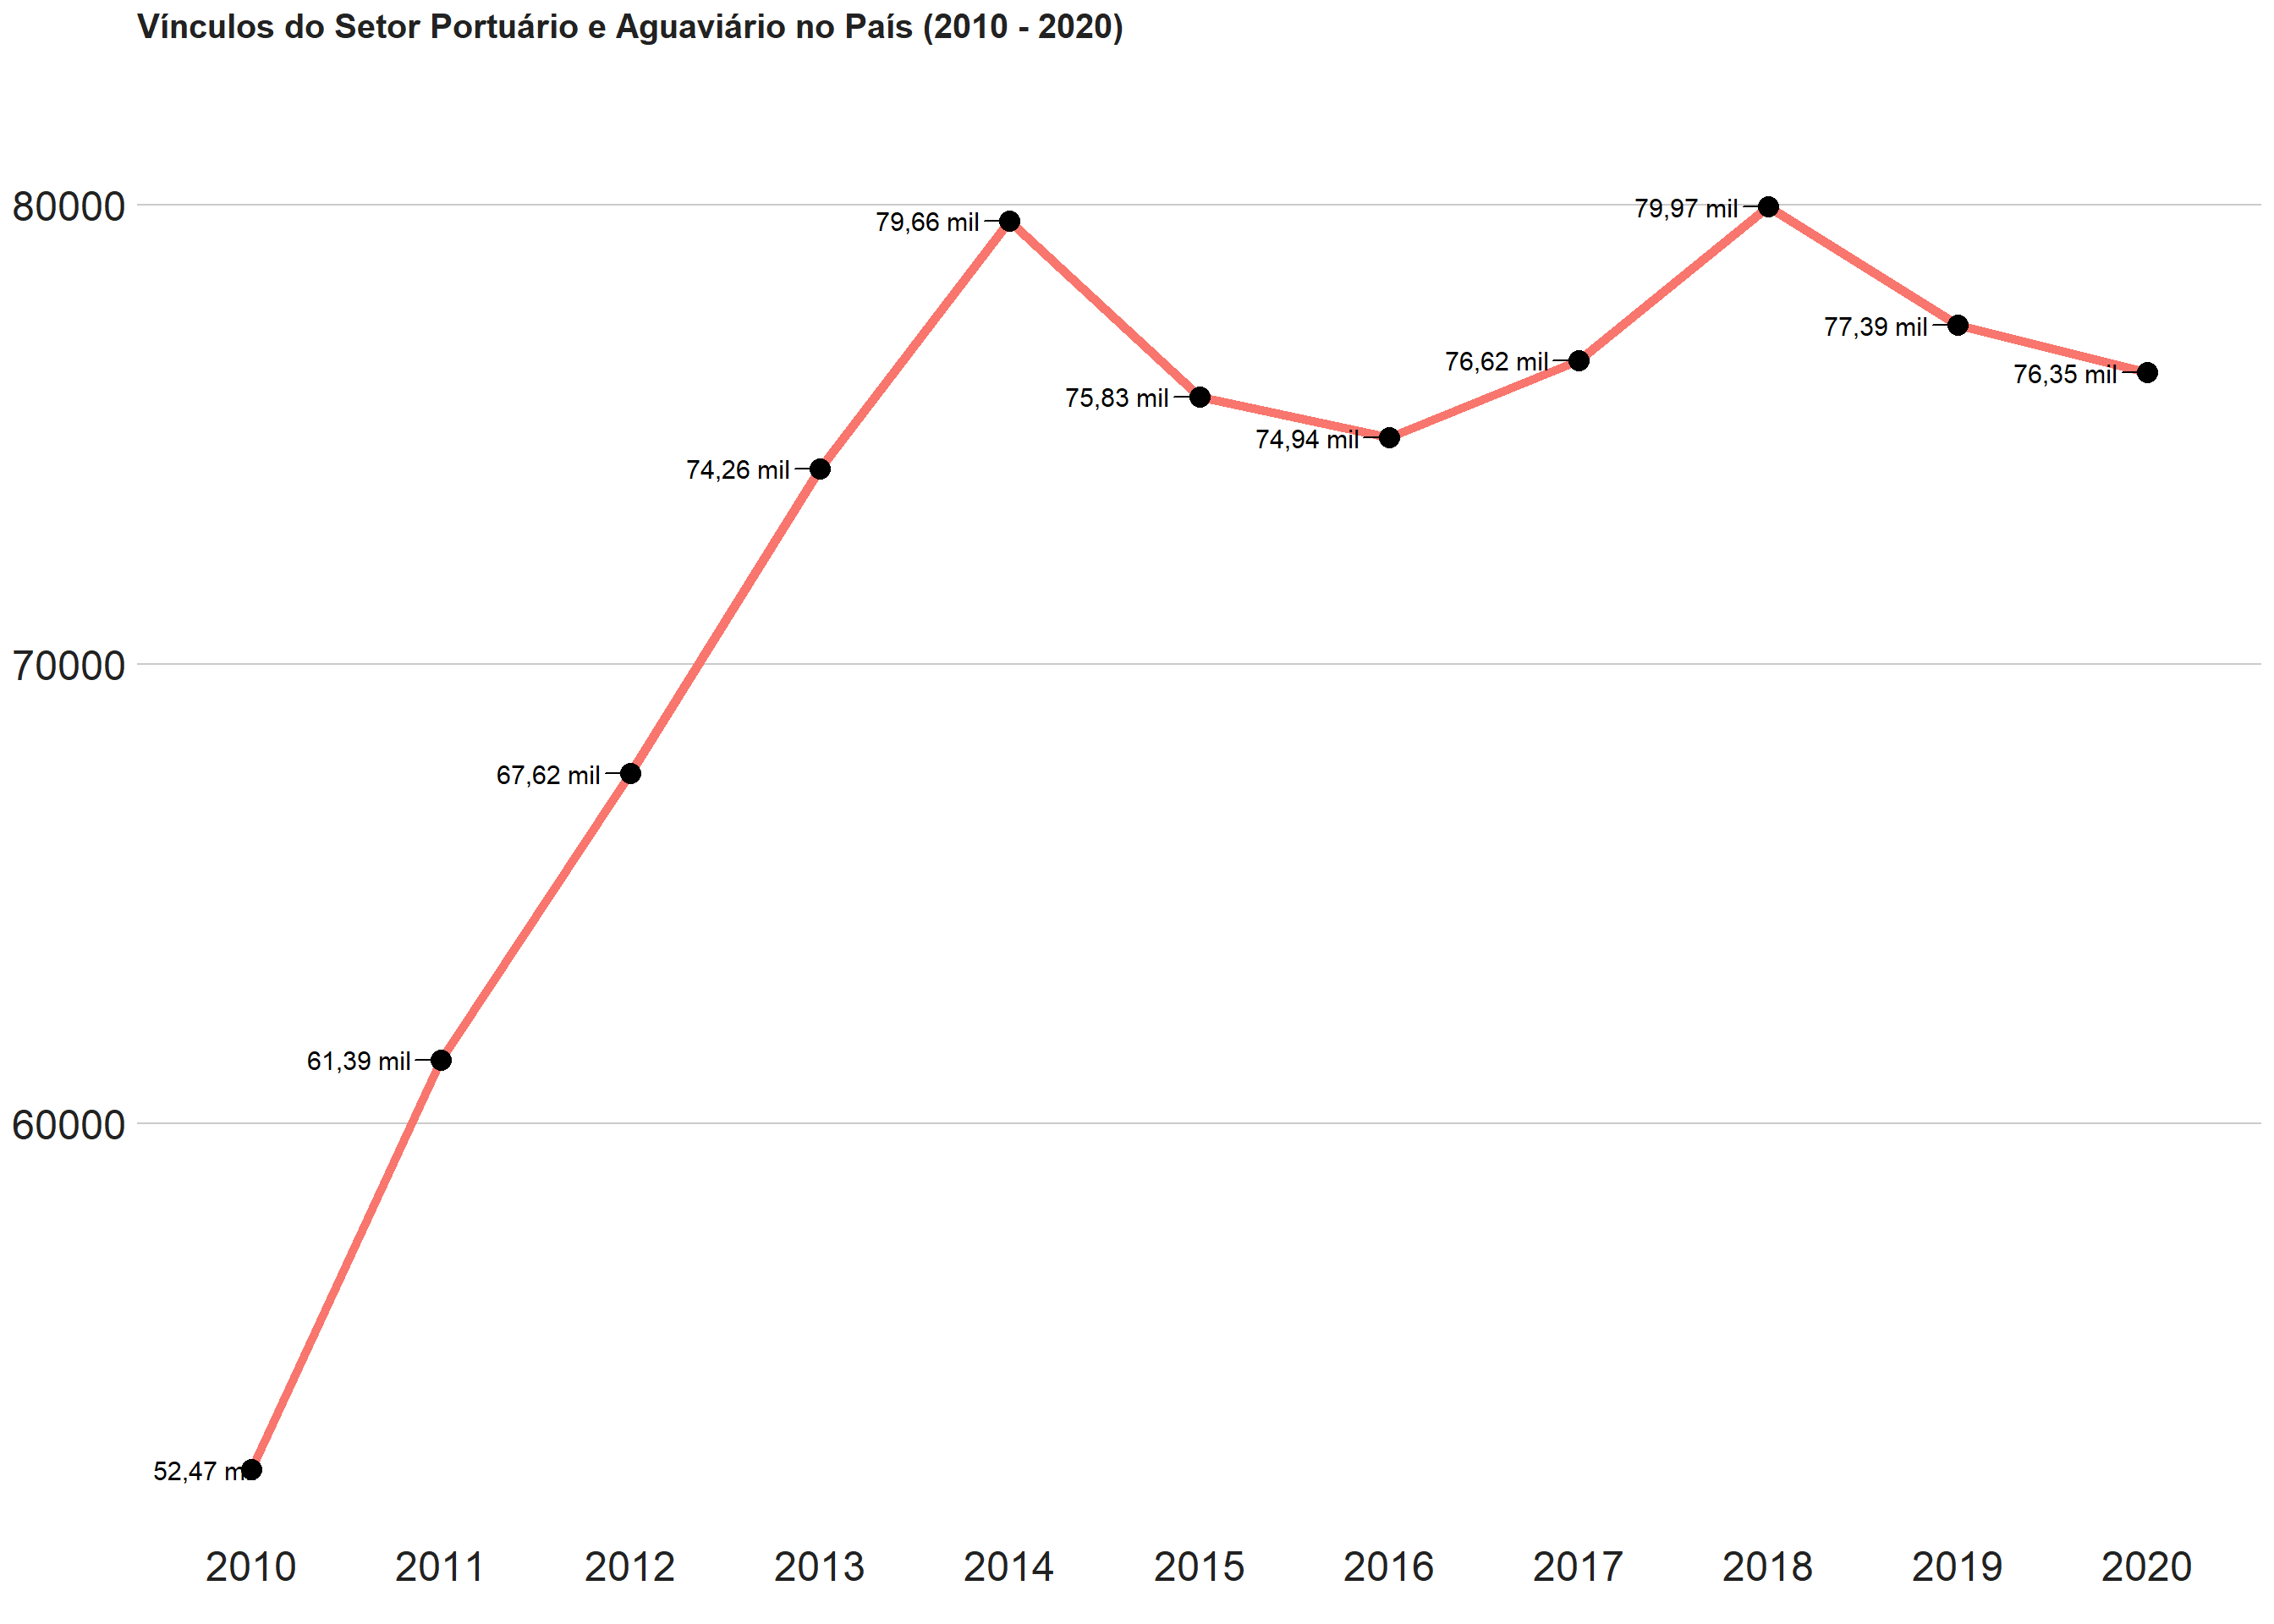 Vínculos do Setor Portuário e Aguaviário no País (2010 - 2020)
80000
79,97 mil
79,66 mil
77,39 mil
76,62 mil
76,35 mil
75,83 mil
74,94 mil
74,26 mil
70000
67,62 mil
61,39 mil
60000
52,47 m
2010 2011 2012 2013 2014 2015 2016 2017 2018 2019 2020